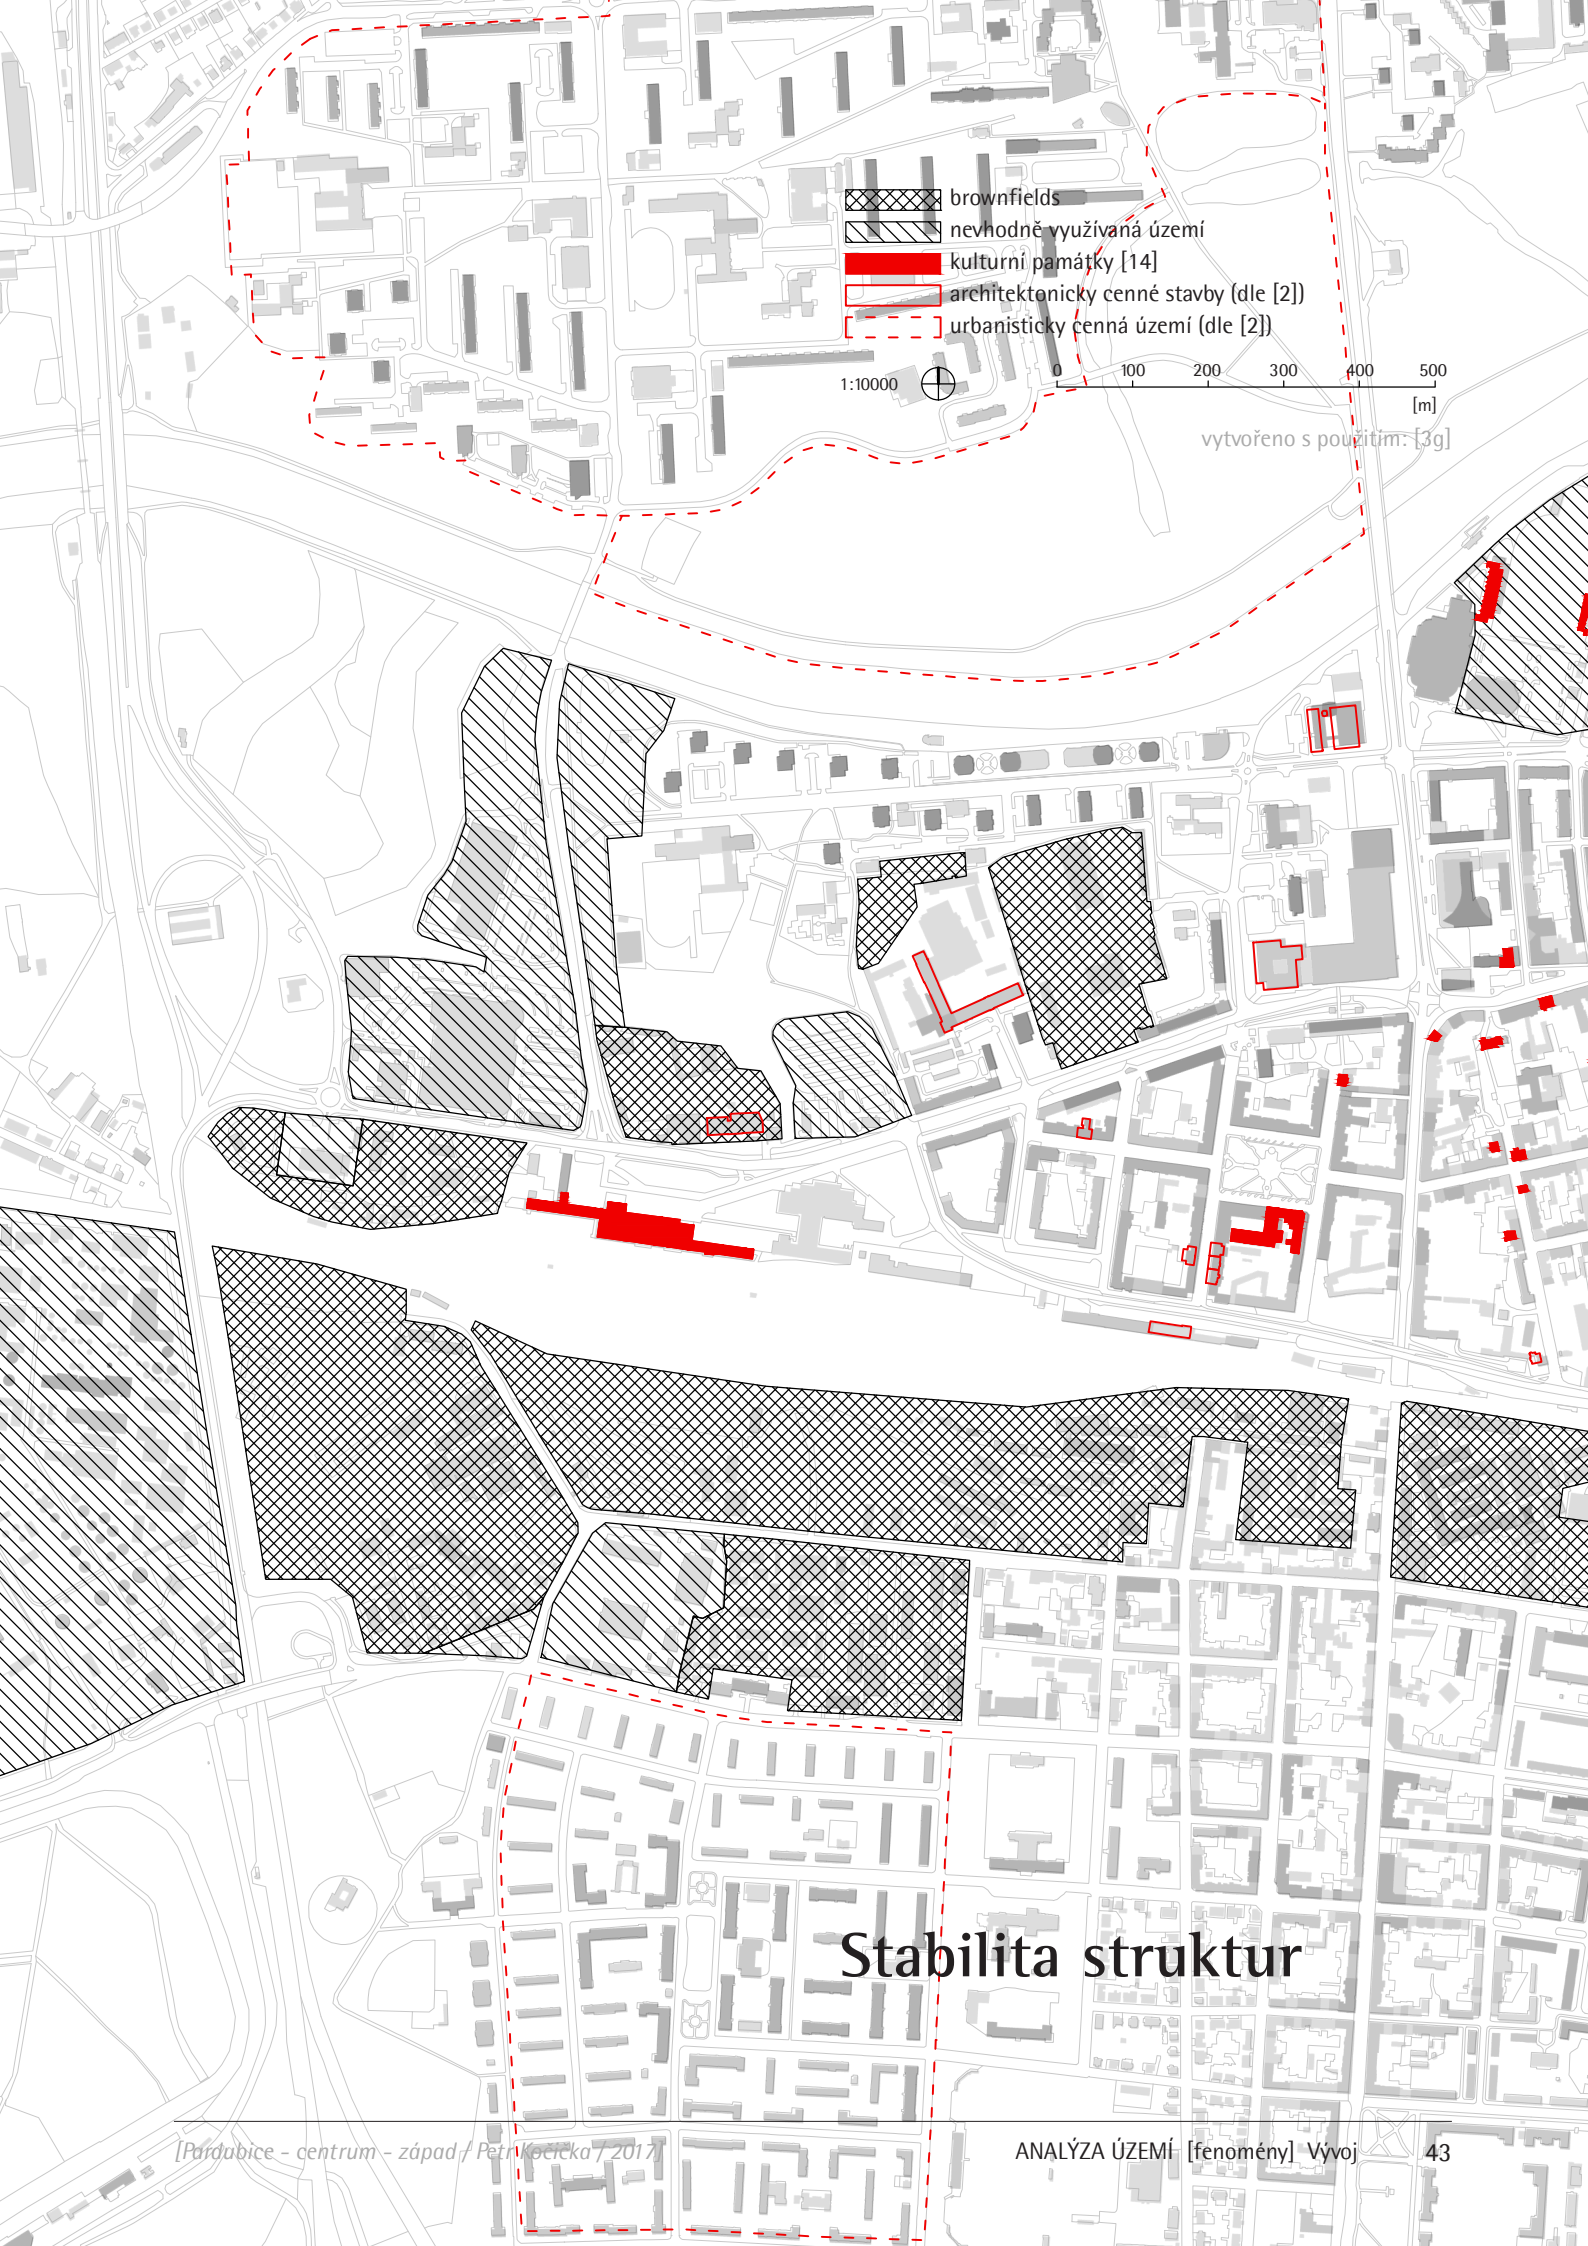 brownfields
nevhodně využívaná území
kulturní památky [14]
architektonicky cenné stavby (dle [2])
urbanisticky cenná území (dle [2])
1:10000
0 100 200 300 400 500
[m]
vytvořeno s použitím: [3g]
Stabilita struktur
[Pardubice - centrum - západ / Petr Kočička / 2017]
ANALÝZA ÚZEMÍ [fenomény] Vývoj 43